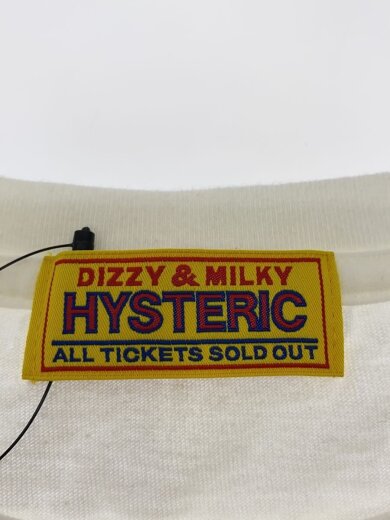 DIZZY & MILKY
HYSTERIC
ALL TICKETS SOLD OUT